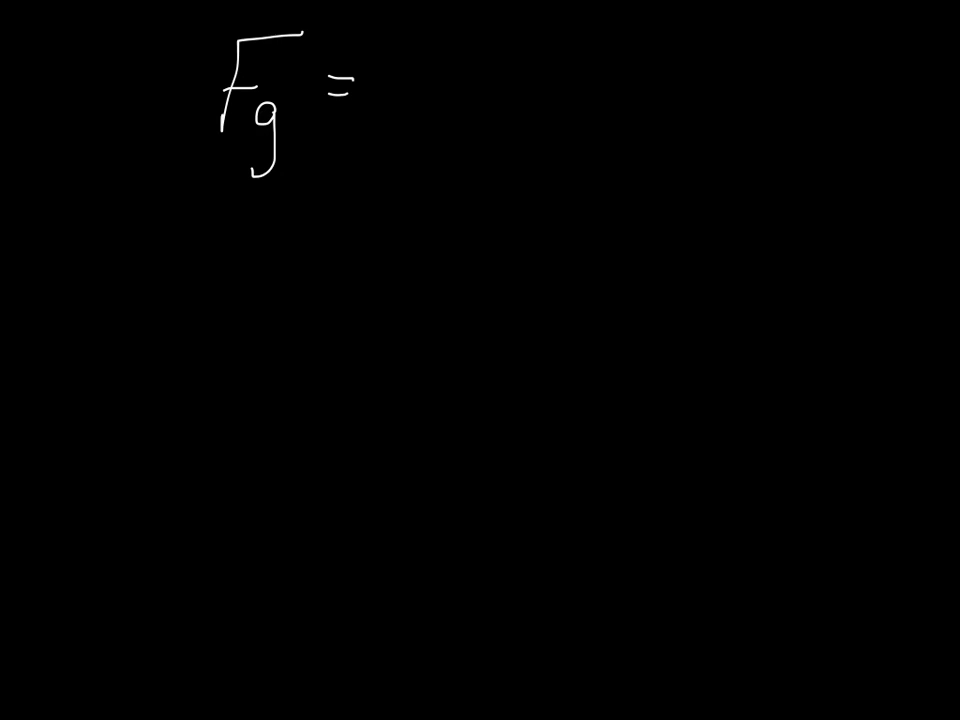 Fg =